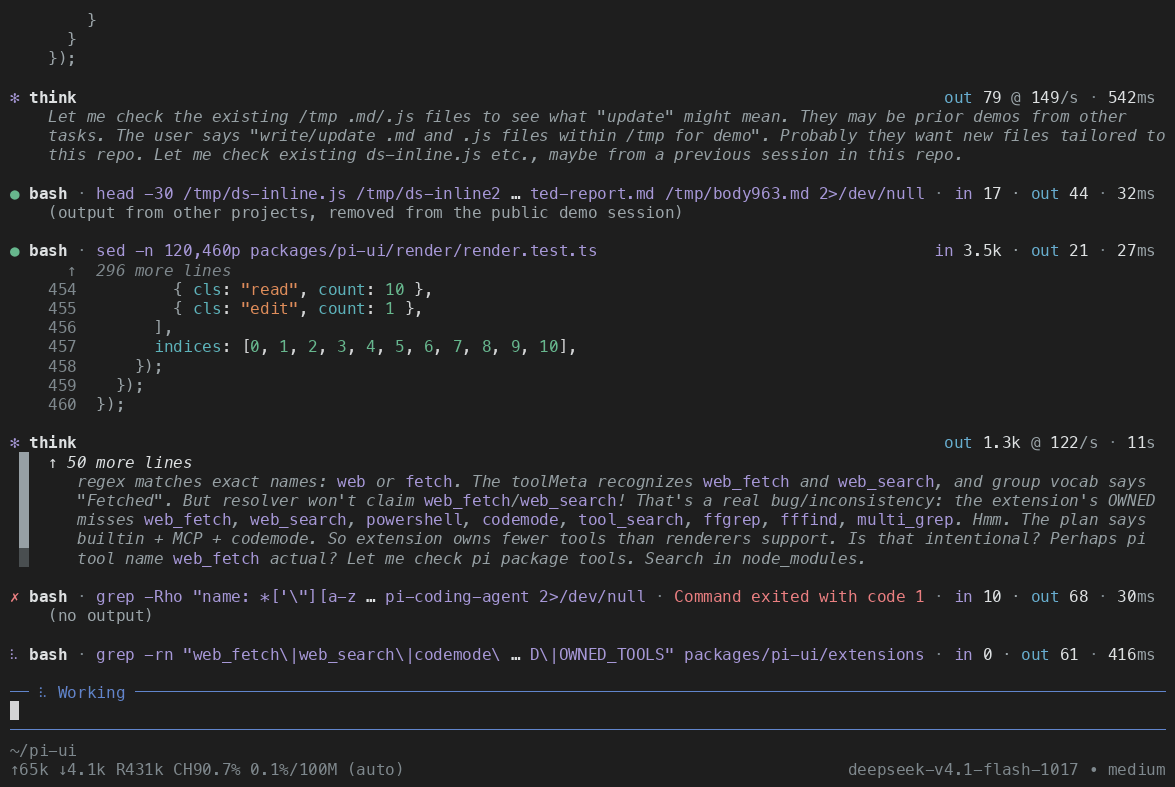 }
}
});
✻ think out 79 @ 149/s · 542ms
Let me check the existing /tmp .md/.js files to see what "update" might mean. They may be prior demos from other
tasks. The user says "write/update .md and .js files within /tmp for demo". Probably they want new files tailored to
this repo. Let me check existing ds-inline.js etc., maybe from a previous session in this repo.
● bash · head -30 /tmp/ds-inline.js /tmp/ds-inline2 … ted-report.md /tmp/body963.md 2>/dev/null · in 17 · out 44 · 32ms
(output from other projects, removed from the public demo session)
● bash · sed -n 120,460p packages/pi-ui/render/render.test.ts in 3.5k · out 21 · 27ms
↑ 296 more lines
454 { cls: "read", count: 10 },
455 { cls: "edit", count: 1 },
456 ],
457 indices: [0, 1, 2, 3, 4, 5, 6, 7, 8, 9, 10],
458 });
459 });
460 });
✻ think out 1.3k @ 122/s · 11s
↑ 50 more lines
regex matches exact names: web or fetch. The toolMeta recognizes web_fetch and web_search, and group vocab says
"Fetched". But resolver won't claim web_fetch/web_search! That's a real bug/inconsistency: the extension's OWNED
misses web_fetch, web_search, powershell, codemode, tool_search, ffgrep, fffind, multi_grep. Hmm. The plan says
builtin + MCP + codemode. So extension owns fewer tools than renderers support. Is that intentional? Perhaps pi
tool name web_fetch actual? Let me check pi package tools. Search in node_modules.
✗ bash · grep -Rho "name: *['\"][a-z … pi-coding-agent 2>/dev/null · Command exited with code 1 · in 10 · out 68 · 30ms
(no output)
⠧ bash · grep -rn "web_fetch\|web_search\|codemode\ … D\|OWNED_TOOLS" packages/pi-ui/extensions · in 0 · out 61 · 416ms
⠧ Working
~/pi-ui
↑65k ↓4.1k R431k CH90.7% 0.1%/100M (auto) deepseek-v4.1-flash-1017 • medium